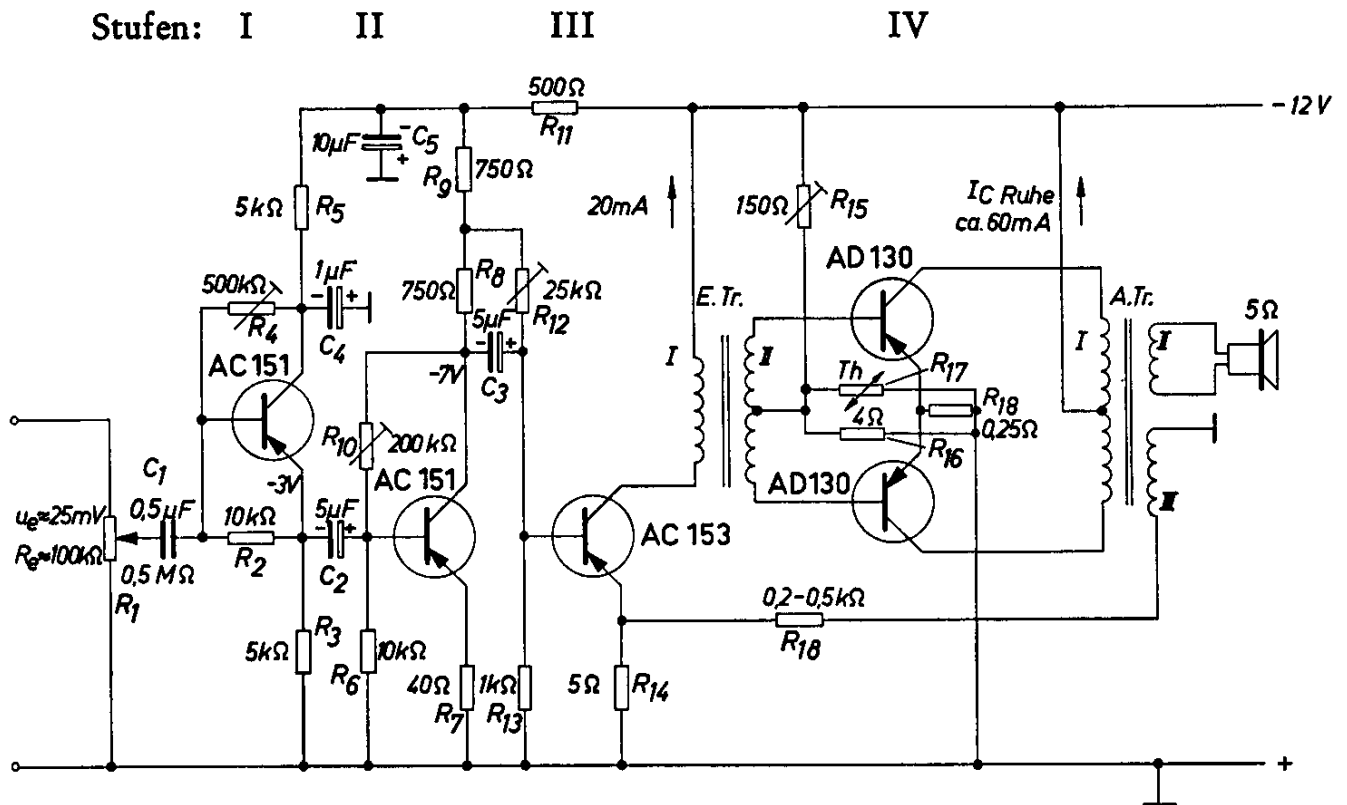 Stufen: I II III IV
500Ω
R11
-12V
10µF
- C5
+
R9
750Ω
5kΩ
R5
20mA
150Ω
R15
IC Ruhe
ca. 60mA
AD 130
500kΩ
R4
1µF
- +
C4
750Ω
R8
25kΩ
R12
E.Tr.
A.Tr.
5Ω
5µF
- +
C3
-7V
I
II
I
II
AC 151
Th
R17
4Ω
R18
0,25Ω
R16
R10
200kΩ
C1
0,5µF
-3V
AC 151
AD 130
III
ue≈25mV
Re≈100kΩ
0,5MΩ
R1
10kΩ
R2
5µF
- +
C2
AC 153
0,2-0,5kΩ
R18
5kΩ
R3
R6
10kΩ
40Ω
R7
1kΩ
R13
5Ω
R14
+